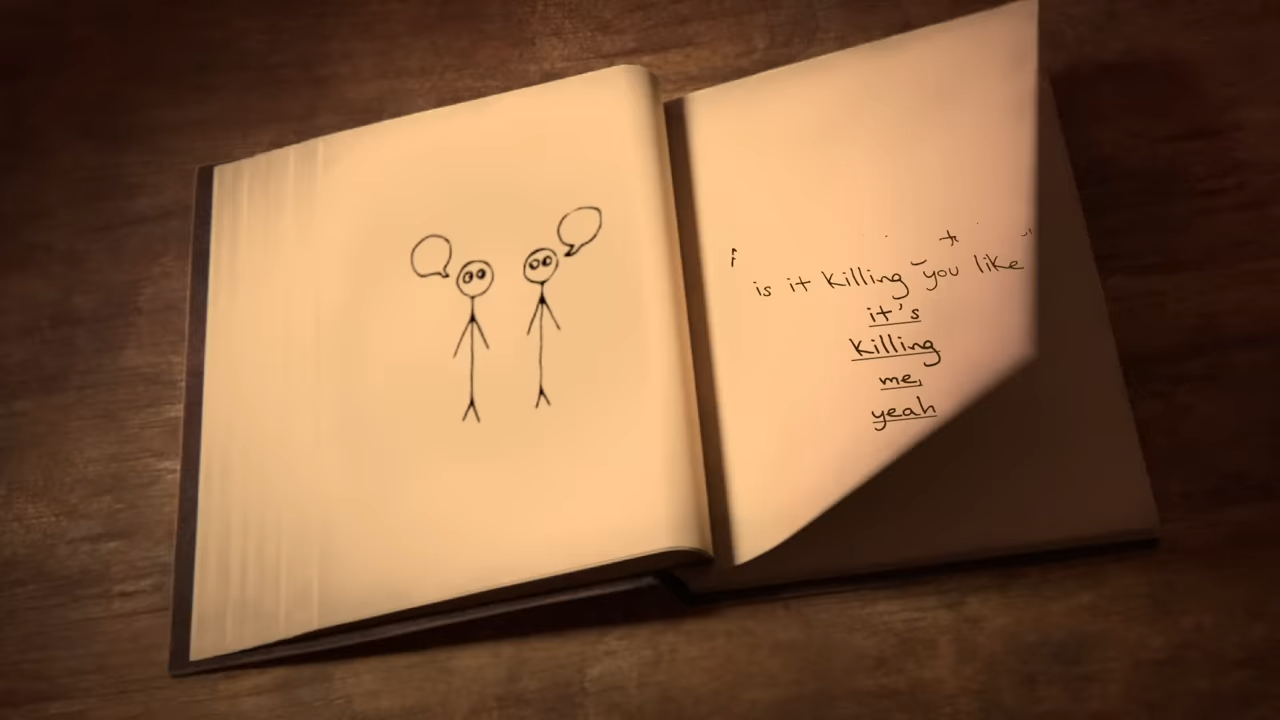 is it killing you like
it's
killing
me,
yeah